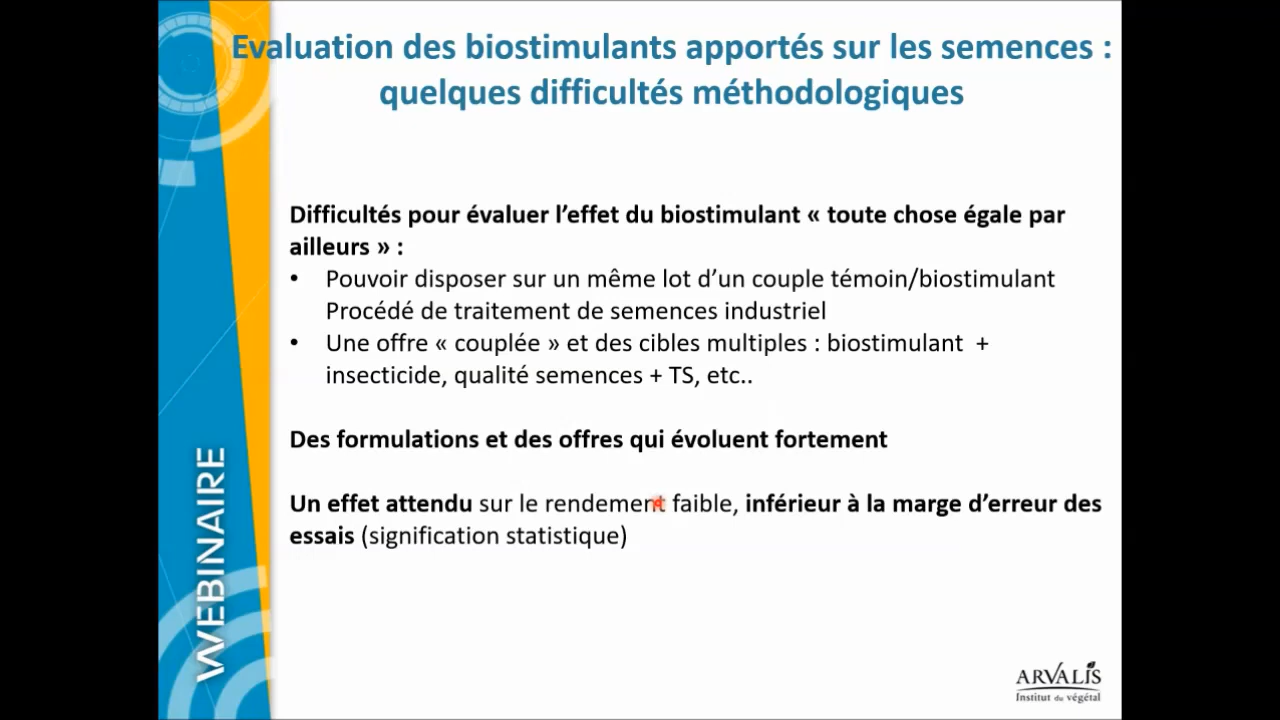 Evaluation des biostimulants apportés sur les semences :
quelques difficultés méthodologiques
Difficultés pour évaluer l’effet du biostimulant « toute chose égale par
ailleurs » :
• Pouvoir disposer sur un même lot d’un couple témoin/biostimulant
Procédé de traitement de semences industriel
• Une offre « couplée » et des cibles multiples : biostimulant +
insecticide, qualité semences + TS, etc..
Des formulations et des offres qui évoluent fortement
Un effet attendu sur le rendement faible, inférieur à la marge d’erreur des
essais (signification statistique)
WEBINAIRE
ARVALIS
Institut du végétal